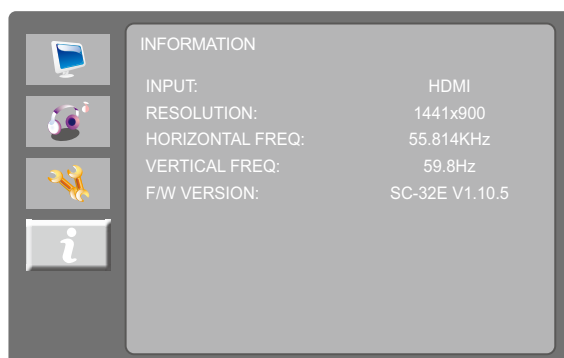 INFORMATION
INPUT: HDMI
RESOLUTION: 1441x900
HORIZONTAL FREQ: 55.814KHz
VERTICAL FREQ: 59.8Hz
F/W VERSION: SC-32E V1.10.5
i